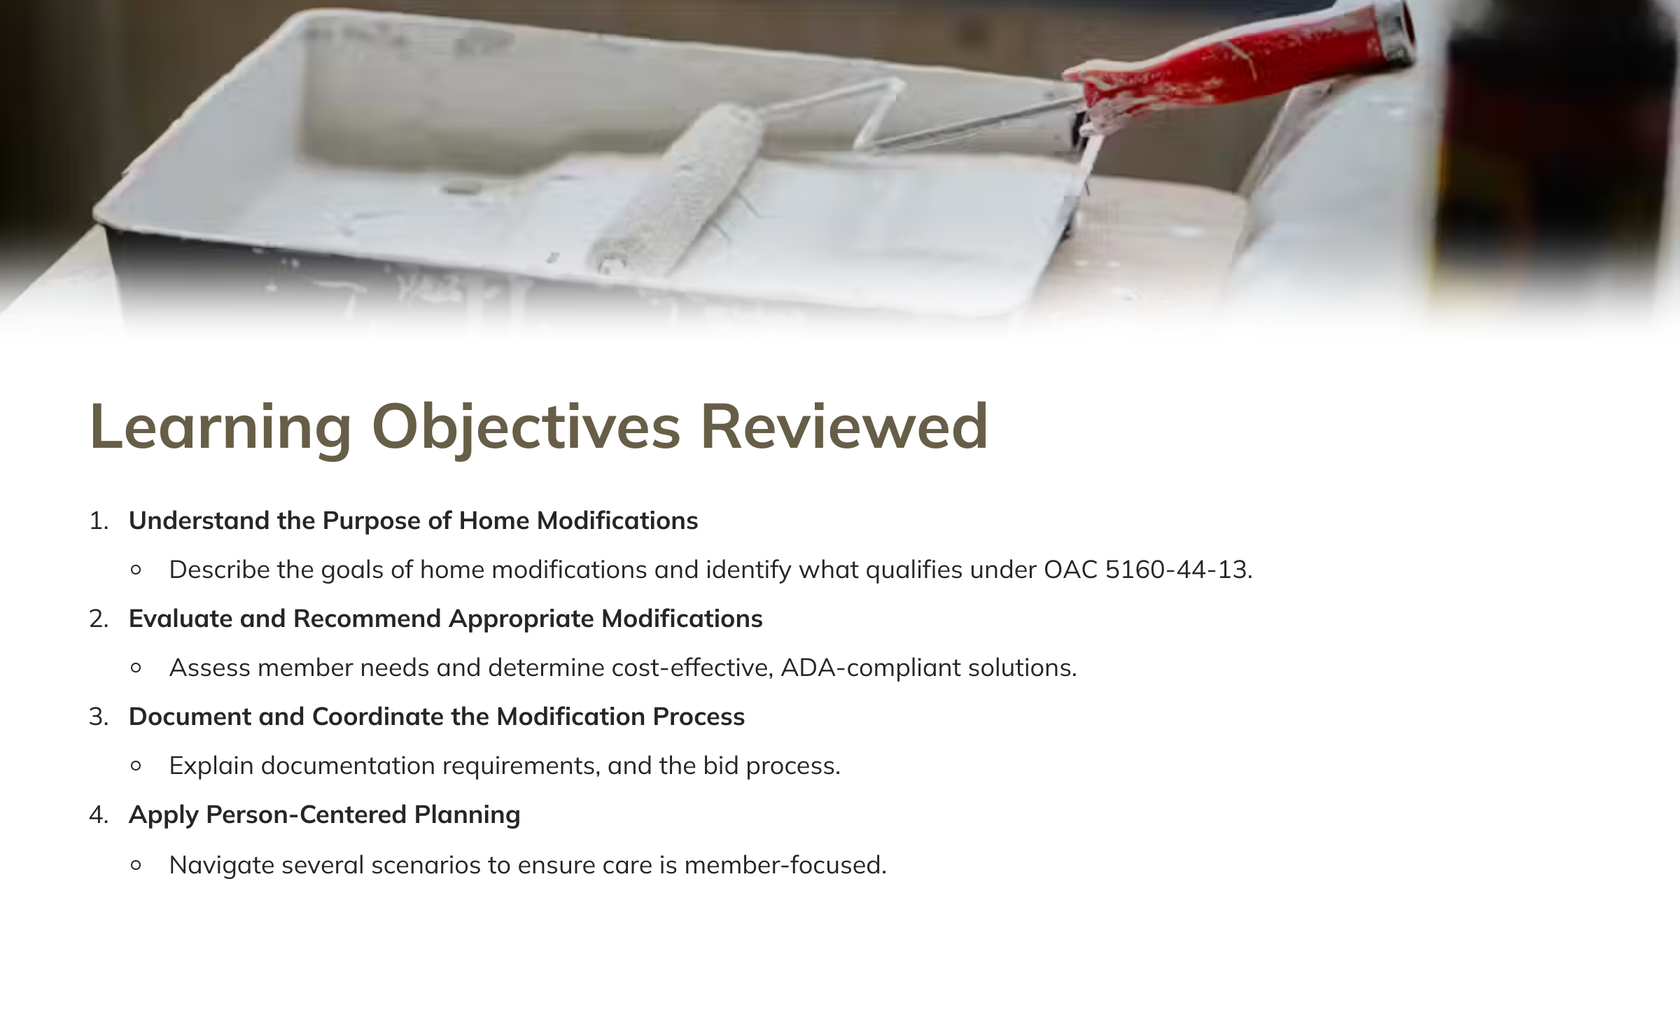 Learning Objectives Reviewed
1. Understand the Purpose of Home Modifications
○ Describe the goals of home modifications and identify what qualifies under OAC 5160-44-13.
2. Evaluate and Recommend Appropriate Modifications
○ Assess member needs and determine cost-effective, ADA-compliant solutions.
3. Document and Coordinate the Modification Process
○ Explain documentation requirements, and the bid process.
4. Apply Person-Centered Planning
○ Navigate several scenarios to ensure care is member-focused.